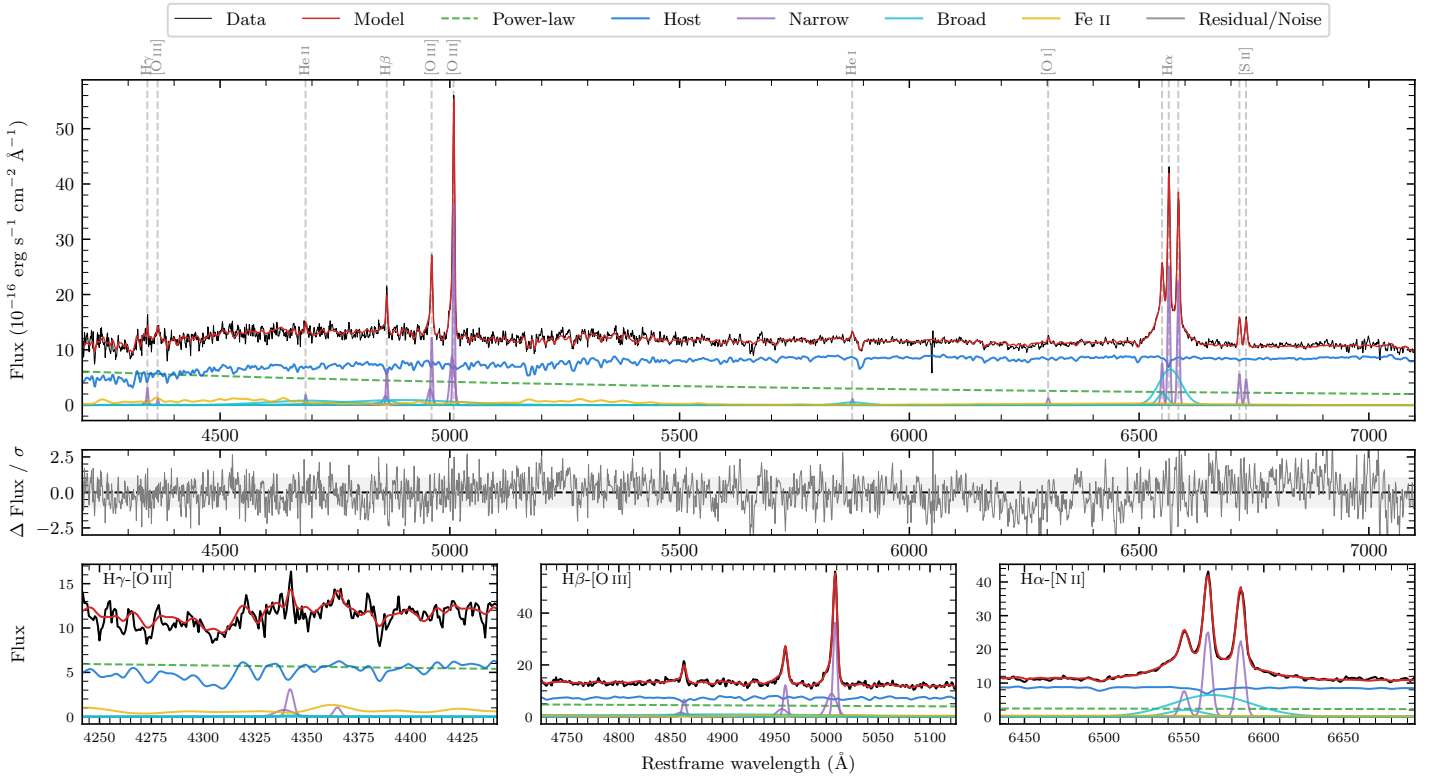 Data Model Power-law Host Narrow Broad Fe II Residual/Noise
Hγ [O III] He II Hβ [O III] [O III] He I [O I] Hα [S II]
Flux (10⁻¹⁶ erg s⁻¹ cm⁻² Å⁻¹)
50
40
30
20
10
0
4500 5000 5500 6000 6500 7000
Δ Flux / σ
2.5
0.0
−2.5
4500 5000 5500 6000 6500 7000
Flux
Hγ-[O III]
15
10
5
0
4250 4275 4300 4325 4350 4375 4400 4425
Hβ-[O III]
40
20
0
4750 4800 4850 4900 4950 5000 5050 5100
Hα-[N II]
40
30
20
10
0
6450 6500 6550 6600 6650
Restframe wavelength (Å)